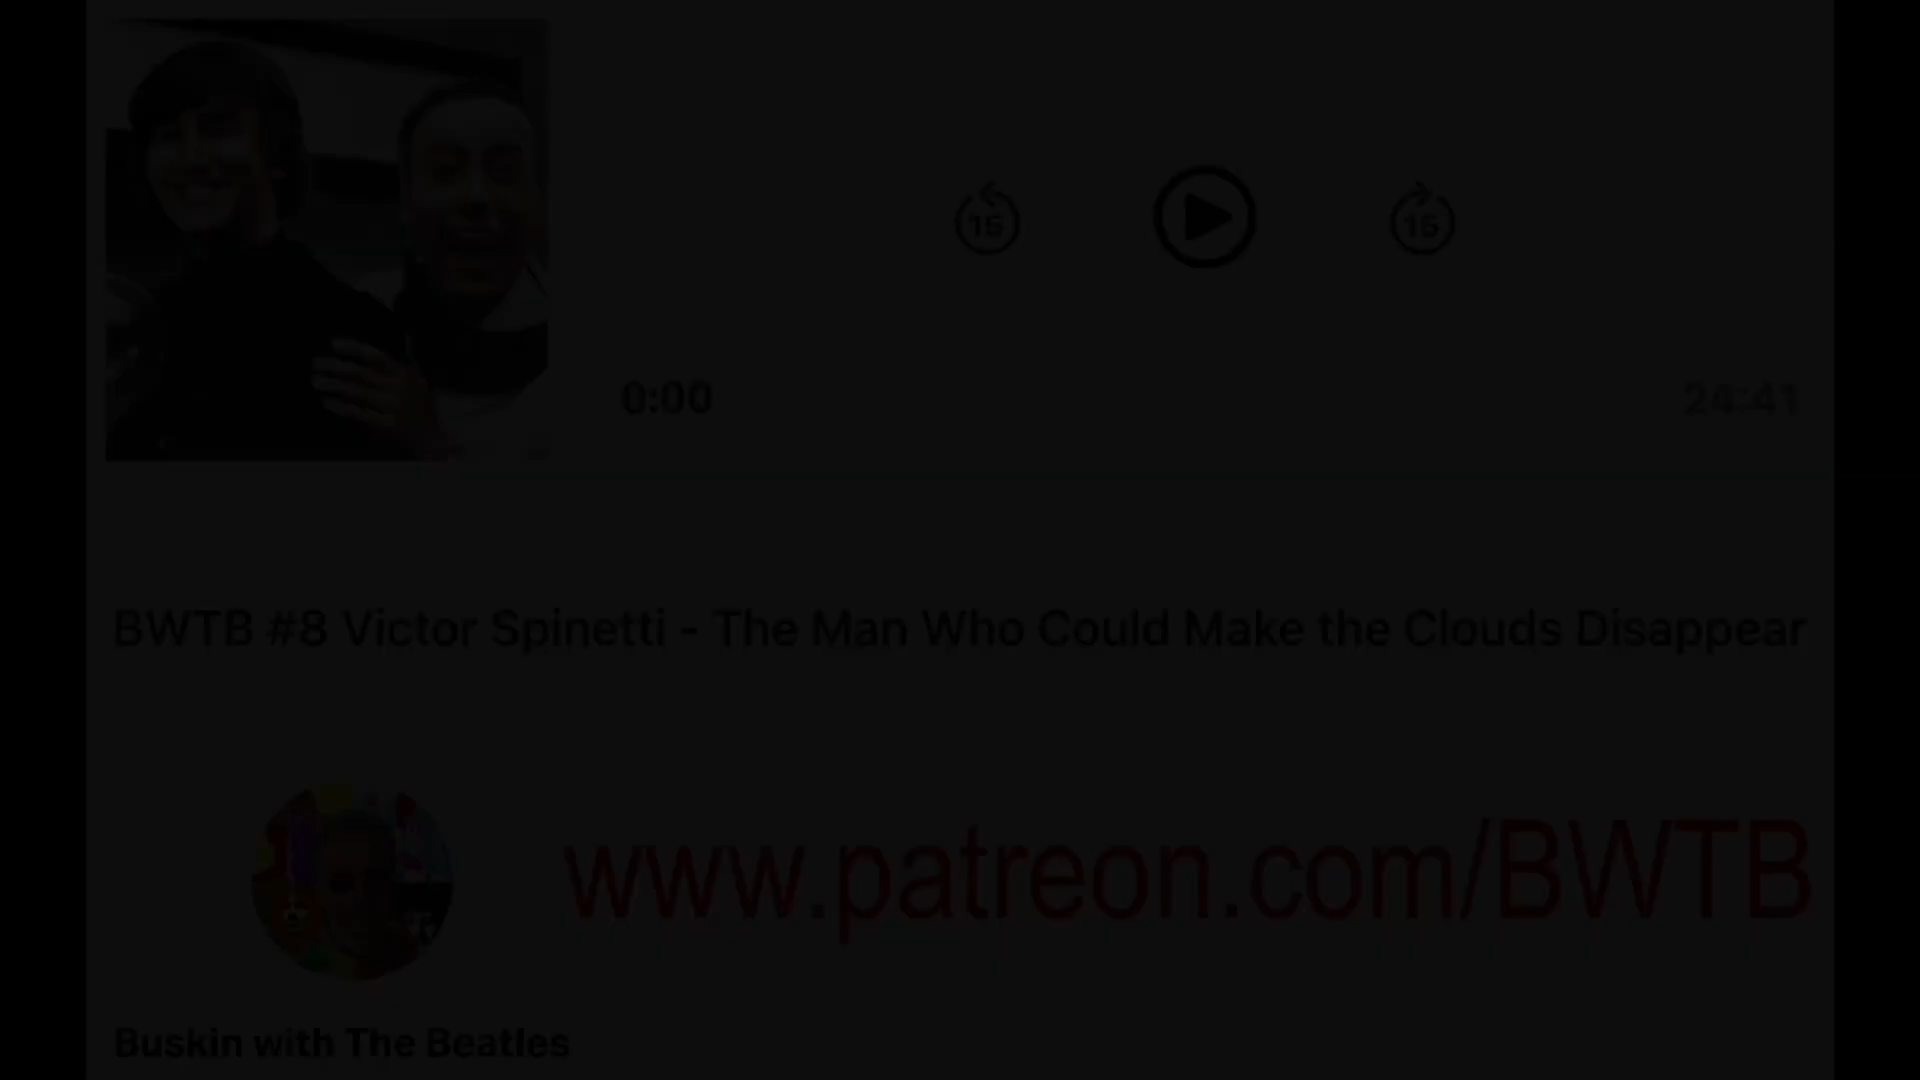 15
15
0:00
24:41
BWTB #8 Victor Spinetti - The Man Who Could Make the Clouds Disappear
www.patreon.com/BWTB
Buskin with The Beatles